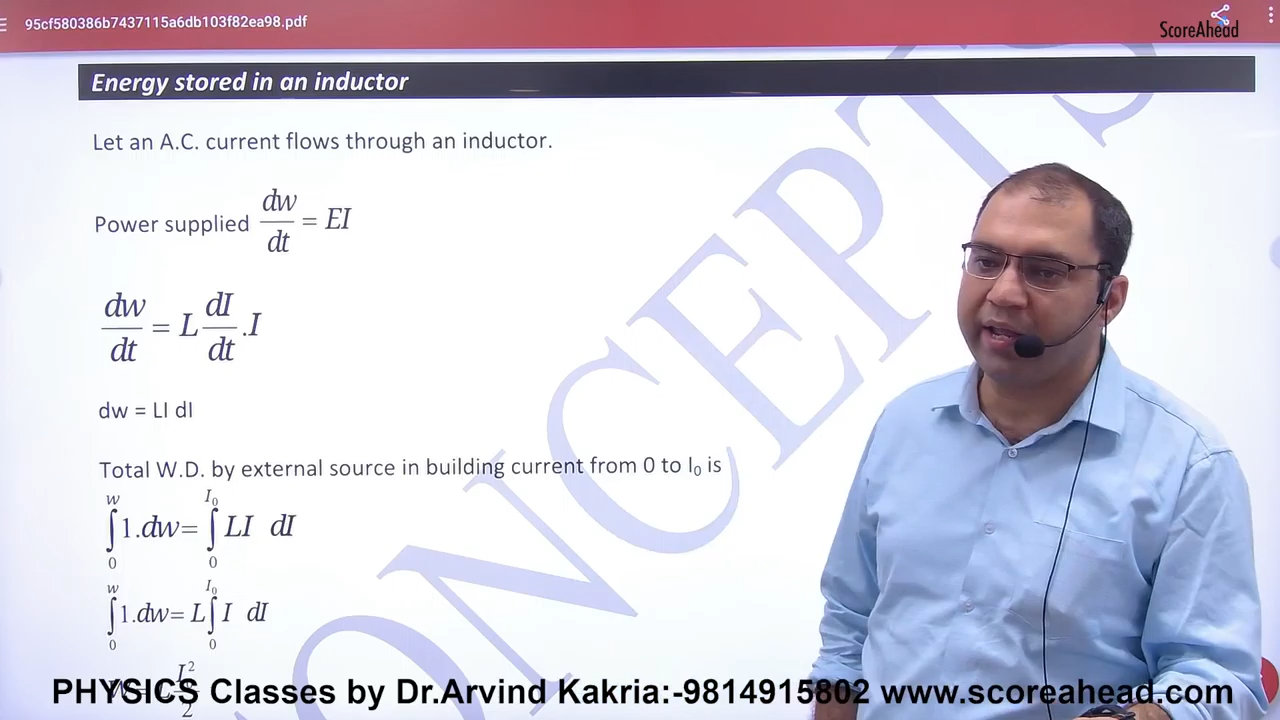 95cf580386b7437115a6db103f82ea98.pdf
ScoreAhead
Energy stored in an inductor
Let an A.C. current flows through an inductor.
Power supplied dw/dt = EI
dw/dt = L dI/dt .I
dw = LI dI
Total W.D. by external source in building current from 0 to I₀ is
∫₀ʷ 1.dw = ∫₀^I₀ LI dI
∫₀ʷ 1.dw = L ∫₀^I₀ I dI
I₀²/2
PHYSICS Classes by Dr.Arvind Kakria:-9814915802 www.scoreahead.com
CONCEPTS